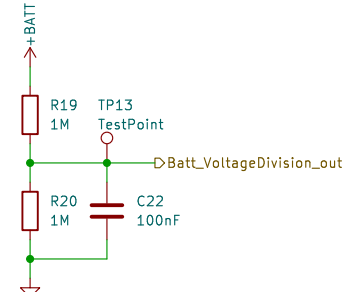 +BATT
R19
1M
TP13
TestPoint
Batt_VoltageDivision_out
R20
1M
C22
100nF